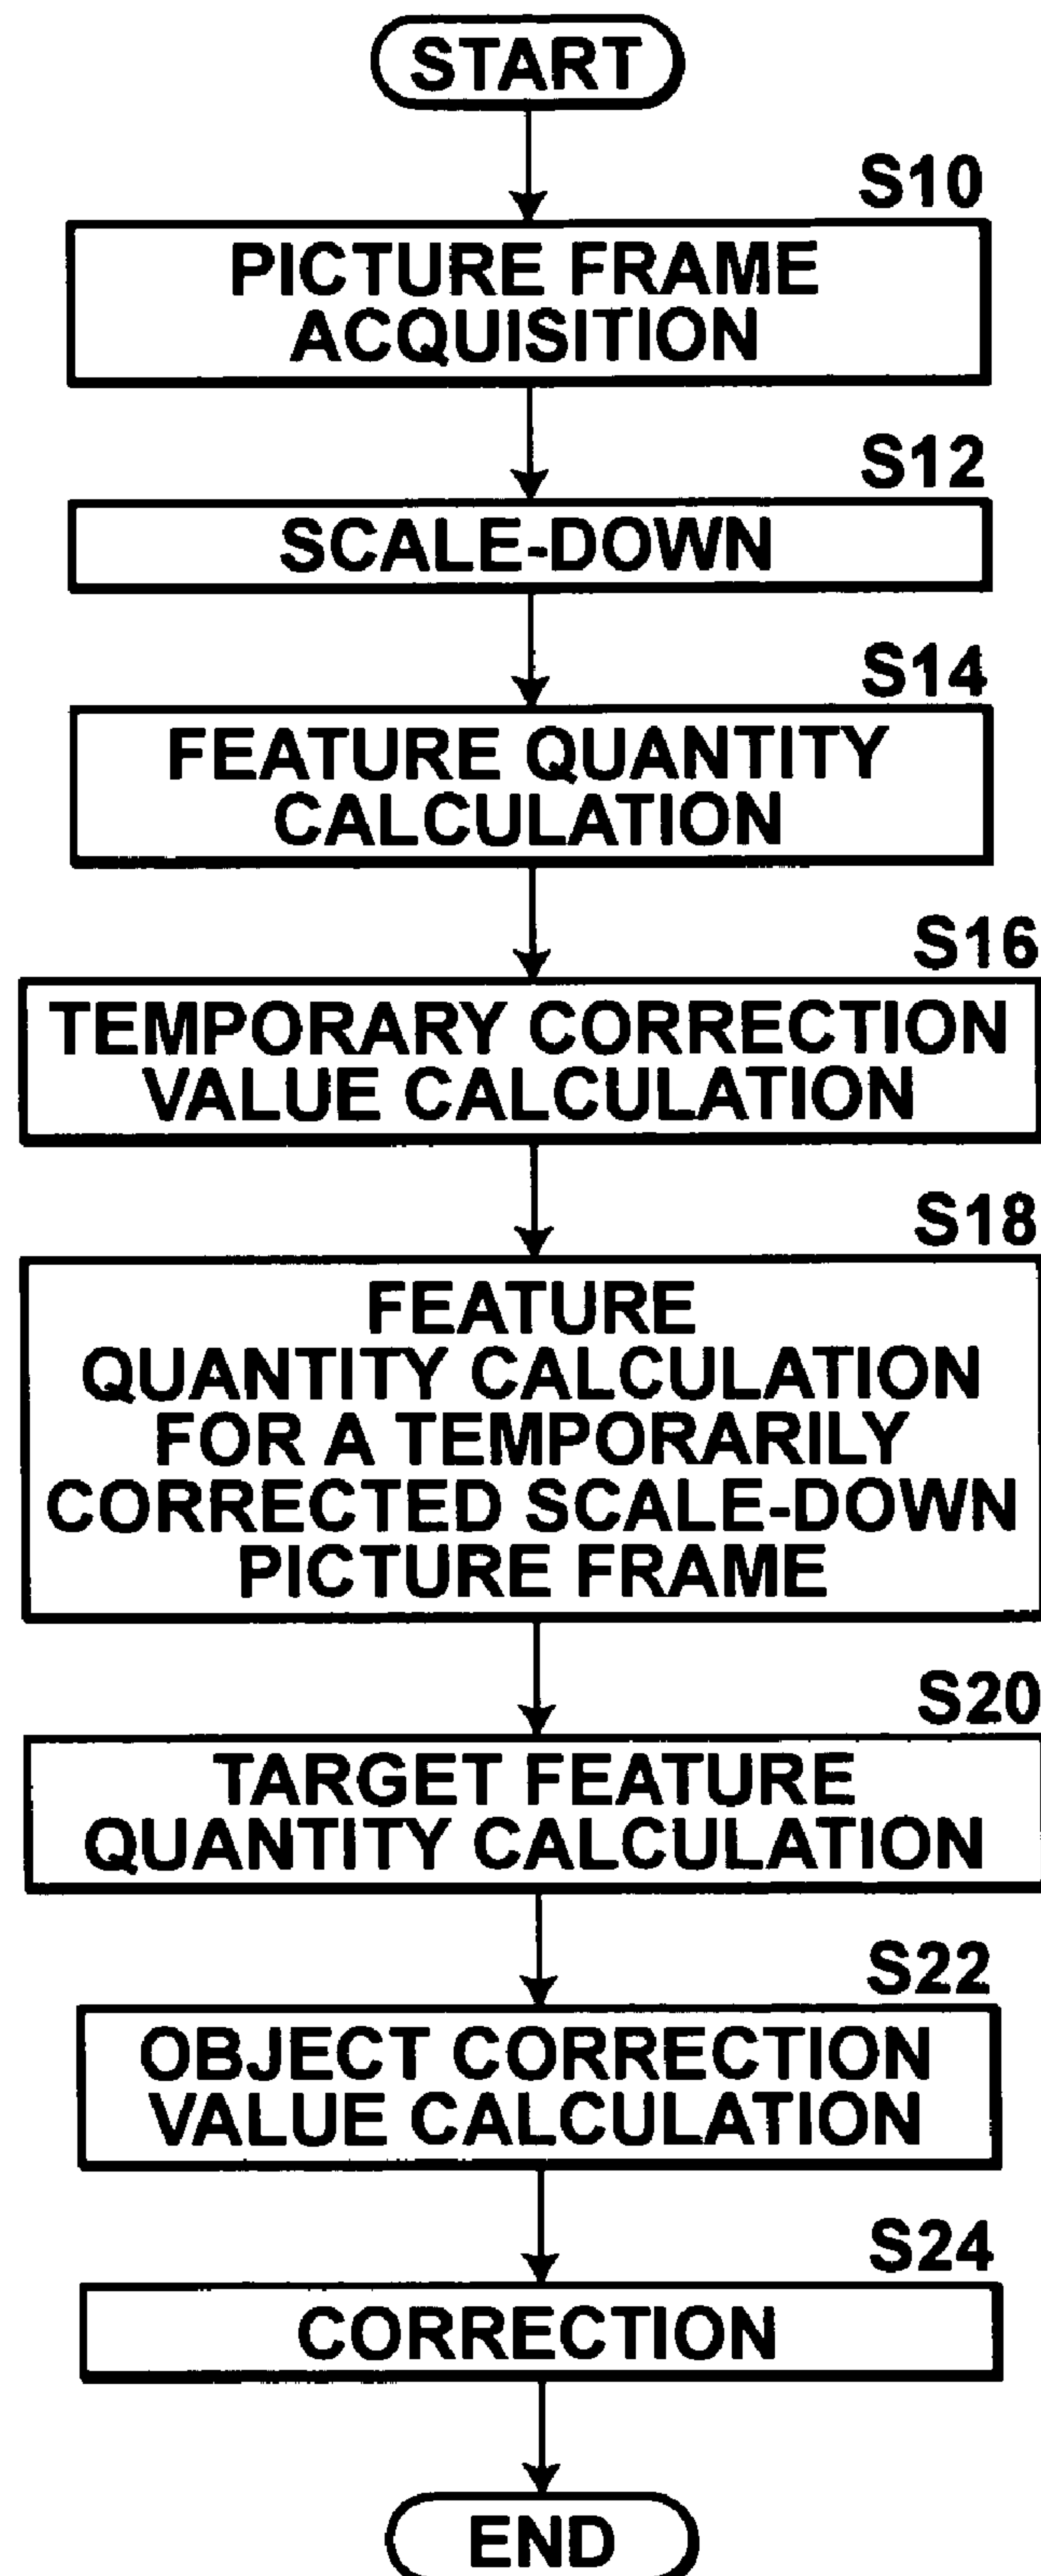 START
S10
PICTURE FRAME
ACQUISITION
S12
SCALE-DOWN
S14
FEATURE QUANTITY
CALCULATION
S16
TEMPORARY CORRECTION
VALUE CALCULATION
S18
FEATURE
QUANTITY CALCULATION
FOR A TEMPORARILY
CORRECTED SCALE-DOWN
PICTURE FRAME
S20
TARGET FEATURE
QUANTITY CALCULATION
S22
OBJECT CORRECTION
VALUE CALCULATION
S24
CORRECTION
END